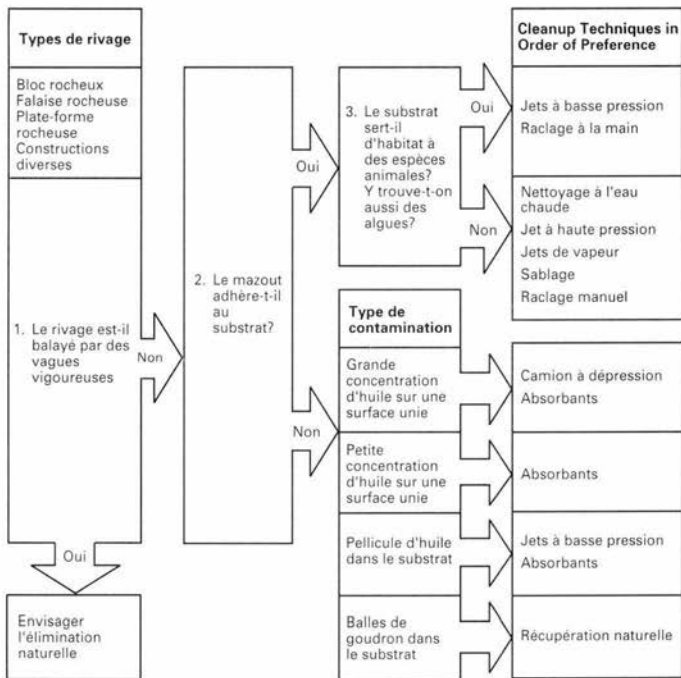 Types de rivage
Bloc rocheux
Falaise rocheuse
Plate-forme
rocheuse
Constructions
diverses
1. Le rivage est-il
balayé par des
vagues
vigoureuses
Non
Oui
Envisager
l'élimination
naturelle
2. Le mazout
adhère-t-il
au
substrat?
Oui
Non
3. Le substrat
sert-il
d'habitat à
des espèces
animales?
Y trouve-t-on
aussi des
algues?
Oui
Non
Cleanup Techniques in
Order of Preference
Jets à basse pression
Raclage à la main
Nettoyage à l'eau
chaude
Jet à haute pression
Jets de vapeur
Sablage
Raclage manuel
Type de
contamination
Grande
concentration
d'huile sur une
surface unie
Camion à dépression
Absorbants
Petite
concentration
d'huile sur une
surface unie
Absorbants
Pellicule d'huile
dans le substrat
Jets à basse pression
Absorbants
Balles de
goudron dans
le substrat
Récupération naturelle